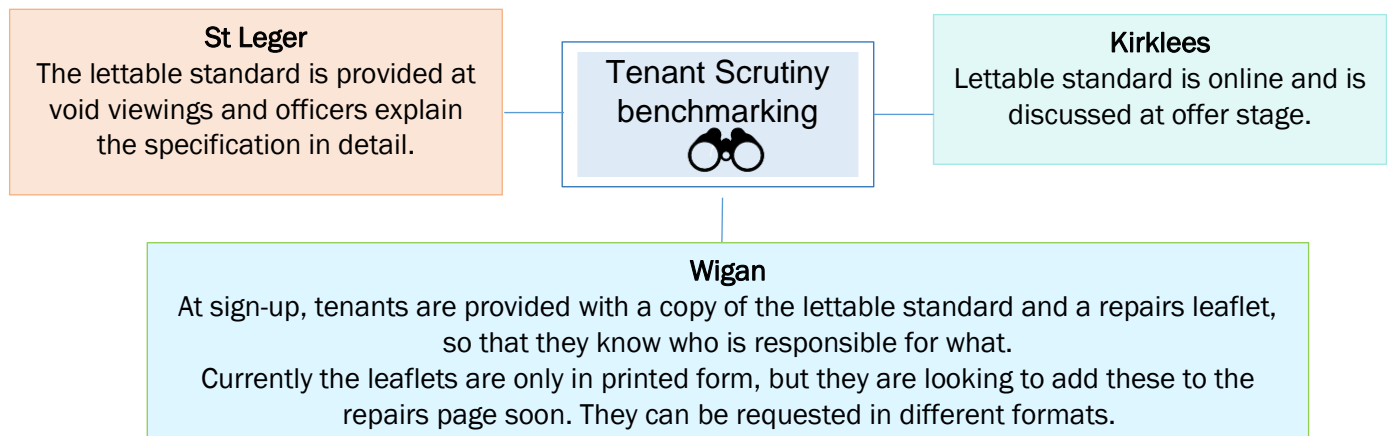 St Leger
The lettable standard is provided at
void viewings and officers explain
the specification in detail.
Tenant Scrutiny
benchmarking
Kirklees
Lettable standard is online and is
discussed at offer stage.
Wigan
At sign-up, tenants are provided with a copy of the lettable standard and a repairs leaflet,
so that they know who is responsible for what.
Currently the leaflets are only in printed form, but they are looking to add these to the
repairs page soon. They can be requested in different formats.